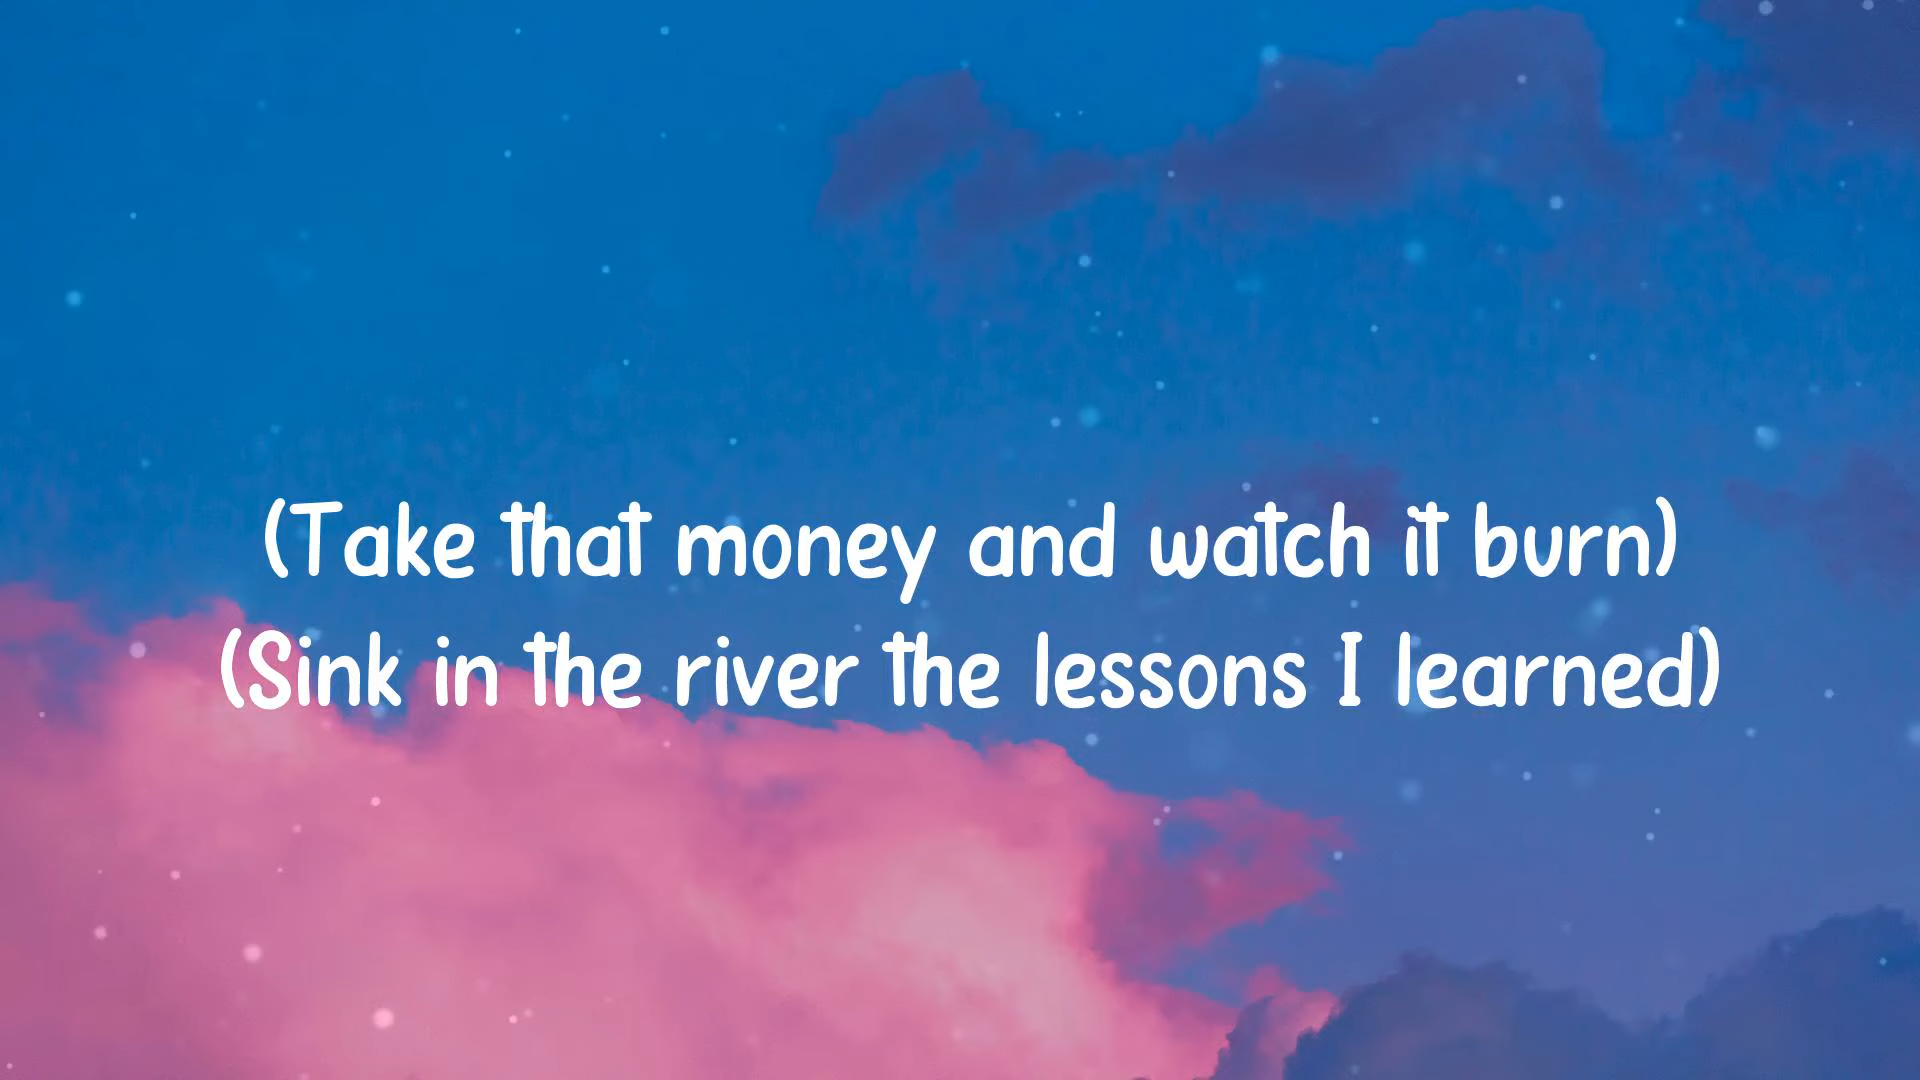 (Take that money and watch it burn)
(Sink in the river the lessons I learned)